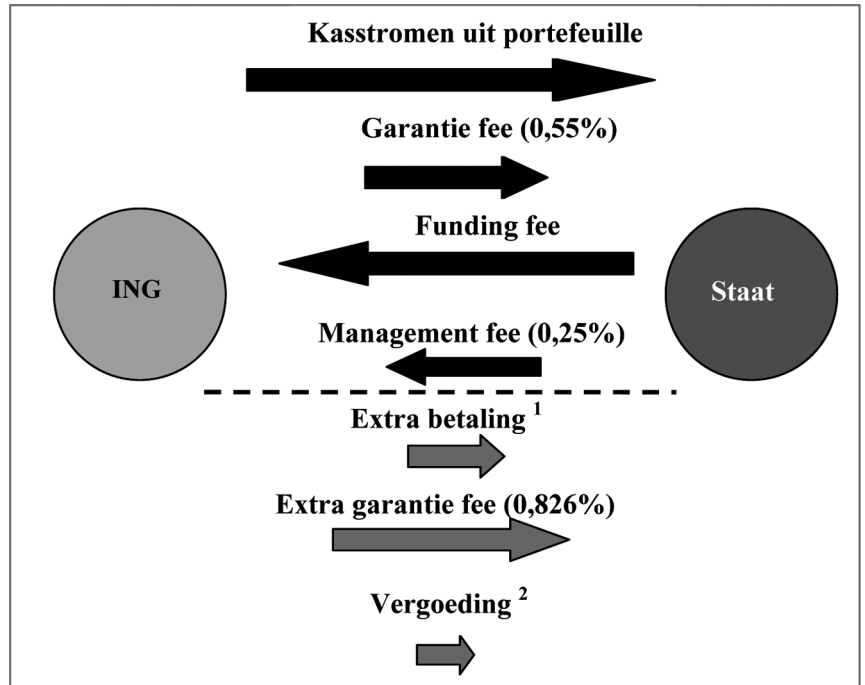 Kasstromen uit portefeuille
Garantie fee (0,55%)
Funding fee
ING
Staat
Management fee (0,25%)
Extra betaling 1
Extra garantie fee (0,826%)
Vergoeding 2